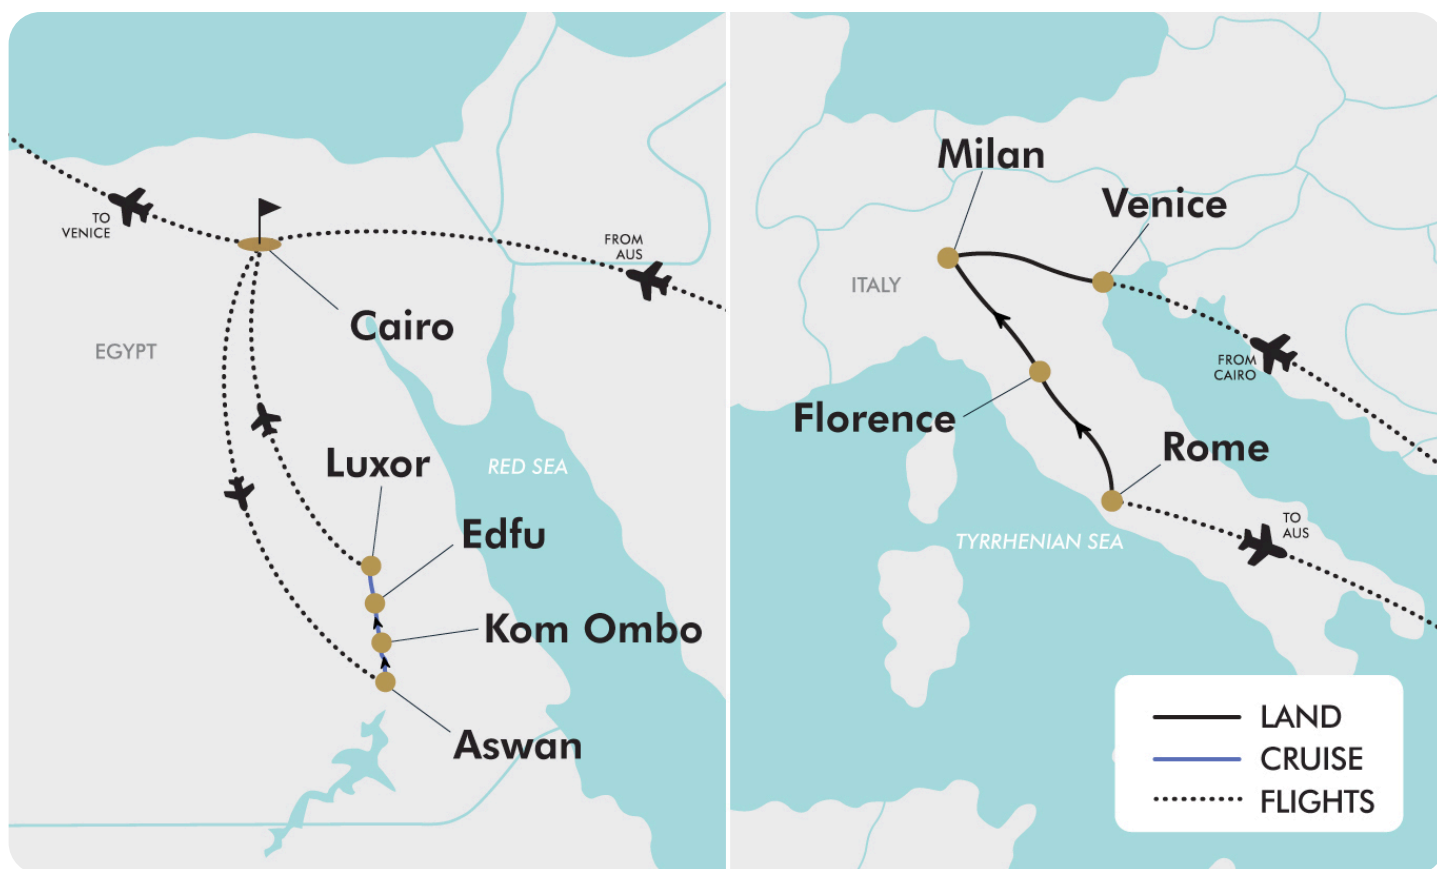 TO
VENICE
FROM
AUS
Cairo
EGYPT
Luxor
RED SEA
Edfu
Kom Ombo
Aswan
Milan
Venice
ITALY
FROM
CAIRO
Florence
Rome
TO
AUS
TYRRHENIAN SEA
LAND
CRUISE
FLIGHTS